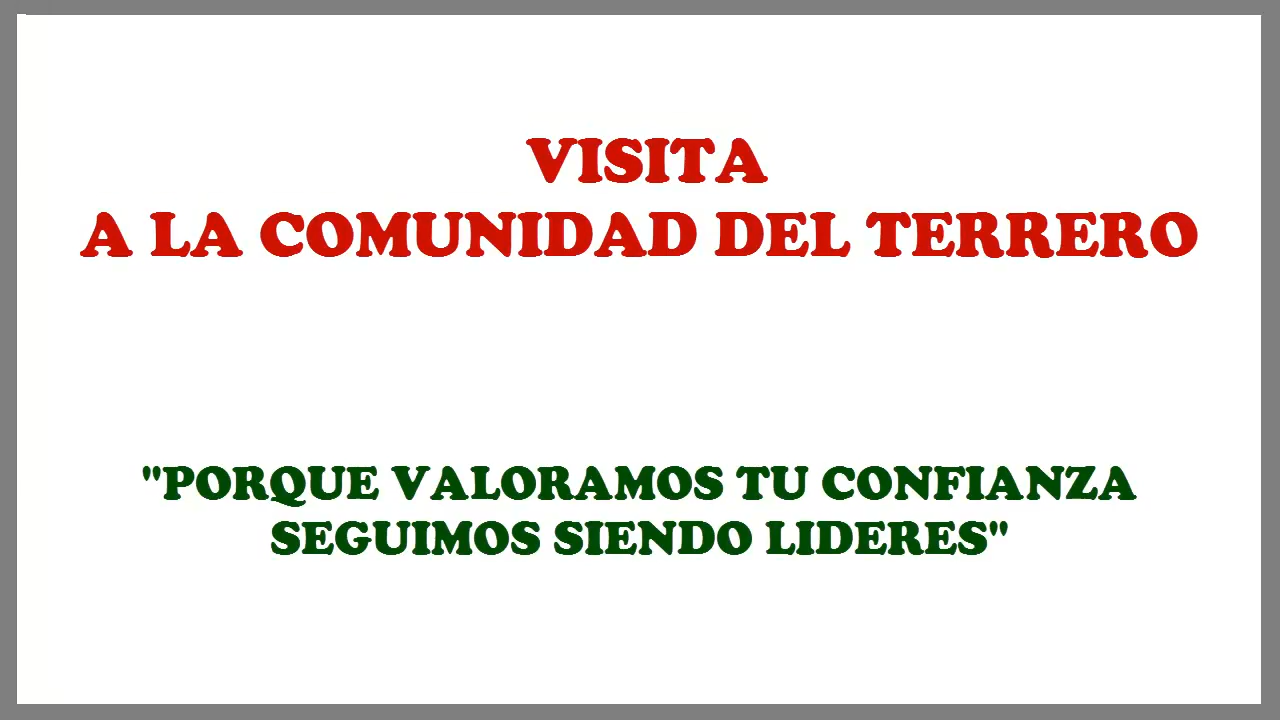 VISITA
A LA COMUNIDAD DEL TERRERO
"PORQUE VALORAMOS TU CONFIANZA
SEGUIMOS SIENDO LIDERES"